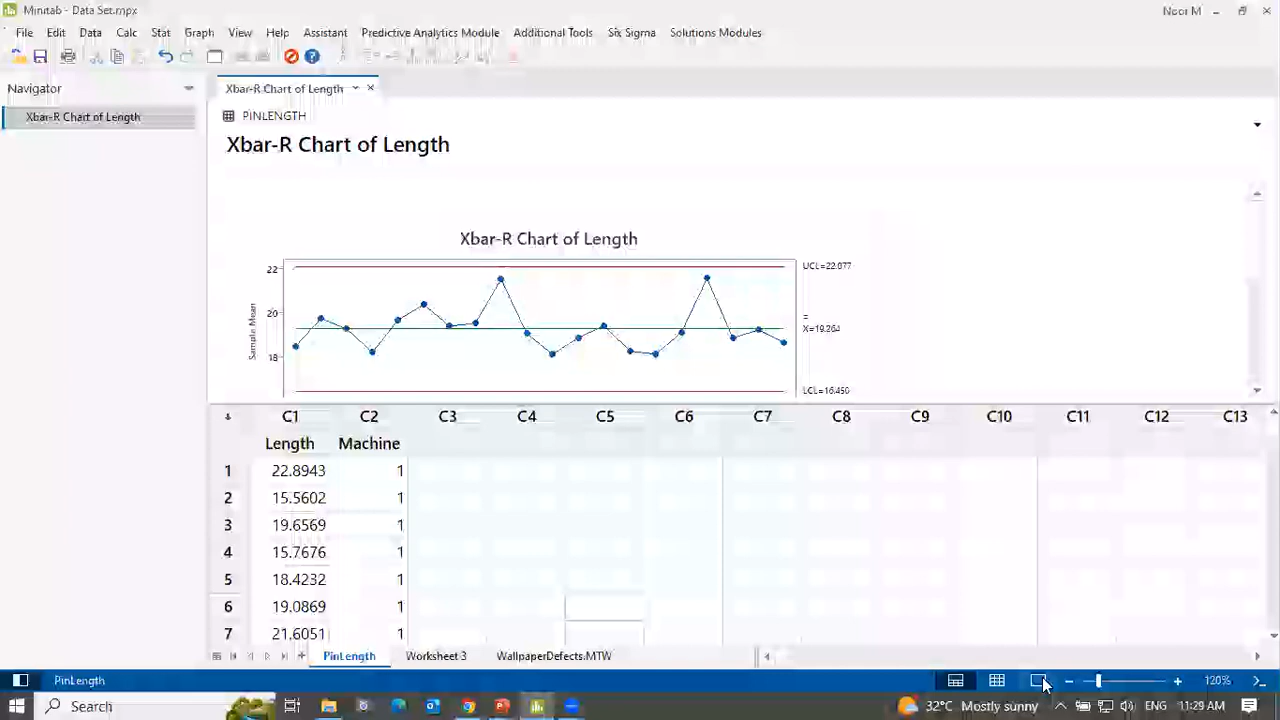 Minitab - Data Set.mpx
Noor M
File Edit Data Calc Stat Graph View Help Assistant Predictive Analytics Module Additional Tools Six Sigma Solutions Modules
Navigator
Xbar-R Chart of Length
Xbar-R Chart of Length
PINLENGTH
Xbar-R Chart of Length
Xbar-R Chart of Length
UCL=22.077
22
20
18
Sample Mean
X=19.264
LCL=16.450
C1 C2 C3 C4 C5 C6 C7 C8 C9 C10 C11 C12 C13
Length Machine
1 22.8943 1
2 15.5602 1
3 19.6569 1
4 15.7676 1
5 18.4232 1
6 19.0869 1
7 21.6051 1
PinLength Worksheet 3 WallpaperDefects.MTW
PinLength
120%
Search
32°C Mostly sunny
ENG
11:29 AM